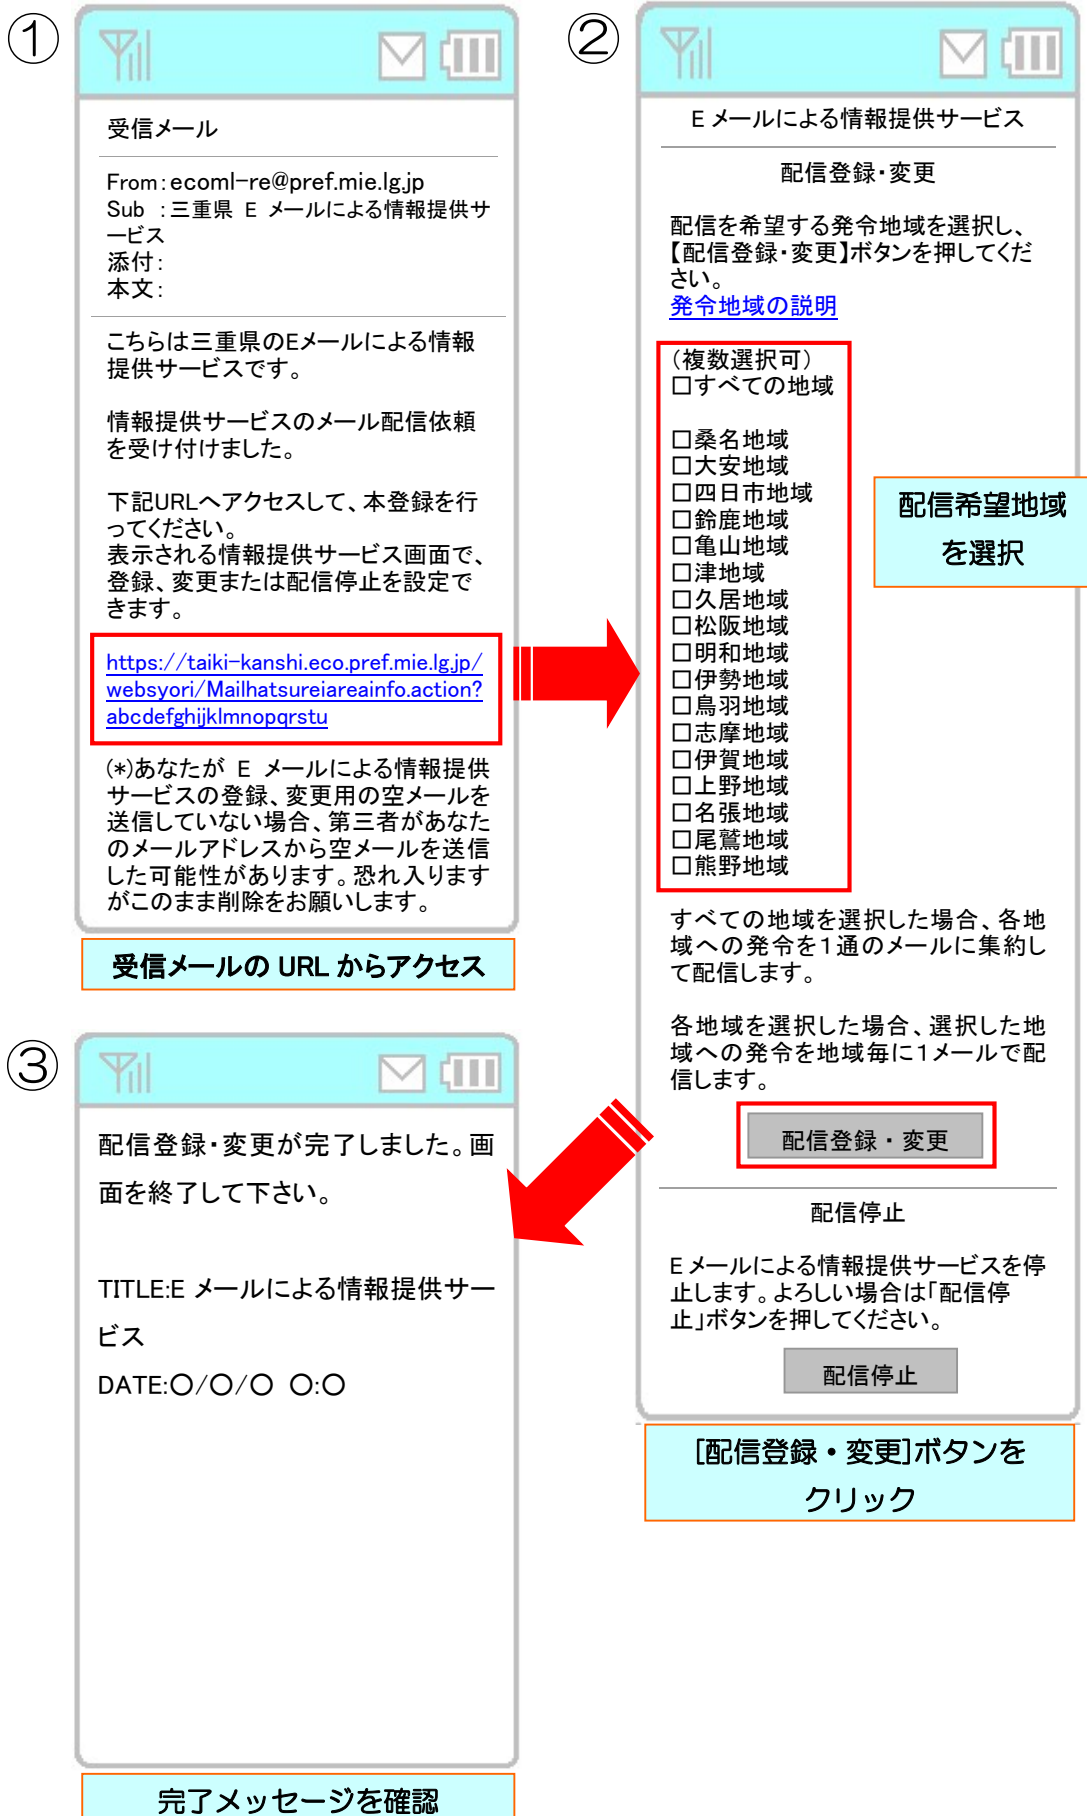 ①
受信メール
From:ecoml-re@pref.mie.lg.jp
Sub :三重県 E メールによる情報提供サ
ービス
添付:
本文:
こちらは三重県のEメールによる情報
提供サービスです。
情報提供サービスのメール配信依頼
を受け付けました。
下記URLへアクセスして、本登録を行
ってください。
表示される情報提供サービス画面で、
登録、変更または配信停止を設定で
きます。
https://taiki-kanshi.eco.pref.mie.lg.jp/
websyori/Mailhatsureiareainfo.action?
abcdefghijklmnopqrstu
(*)あなたが E メールによる情報提供
サービスの登録、変更用の空メールを
送信していない場合、第三者があなた
のメールアドレスから空メールを送信
した可能性があります。恐れ入ります
がこのまま削除をお願いします。
受信メールの URL からアクセス
②
E メールによる情報提供サービス
配信登録・変更
配信を希望する発令地域を選択し、
【配信登録・変更】ボタンを押してくだ
さい。
発令地域の説明
(複数選択可)
□すべての地域
□桑名地域
□大安地域
□四日市地域
□鈴鹿地域
□亀山地域
□津地域
□久居地域
□松阪地域
□明和地域
□伊勢地域
□鳥羽地域
□志摩地域
□伊賀地域
□上野地域
□名張地域
□尾鷲地域
□熊野地域
配信希望地域
を選択
すべての地域を選択した場合、各地
域への発令を1通のメールに集約し
て配信します。
各地域を選択した場合、選択した地
域への発令を地域毎に1メールで配
信します。
配信登録・変更
配信停止
E メールによる情報提供サービスを停
止します。よろしい場合は「配信停
止」ボタンを押してください。
配信停止
[配信登録・変更]ボタンを
クリック
③
配信登録・変更が完了しました。画
面を終了して下さい。
TITLE:E メールによる情報提供サー
ビス
DATE:○/○/○ ○:○
完了メッセージを確認